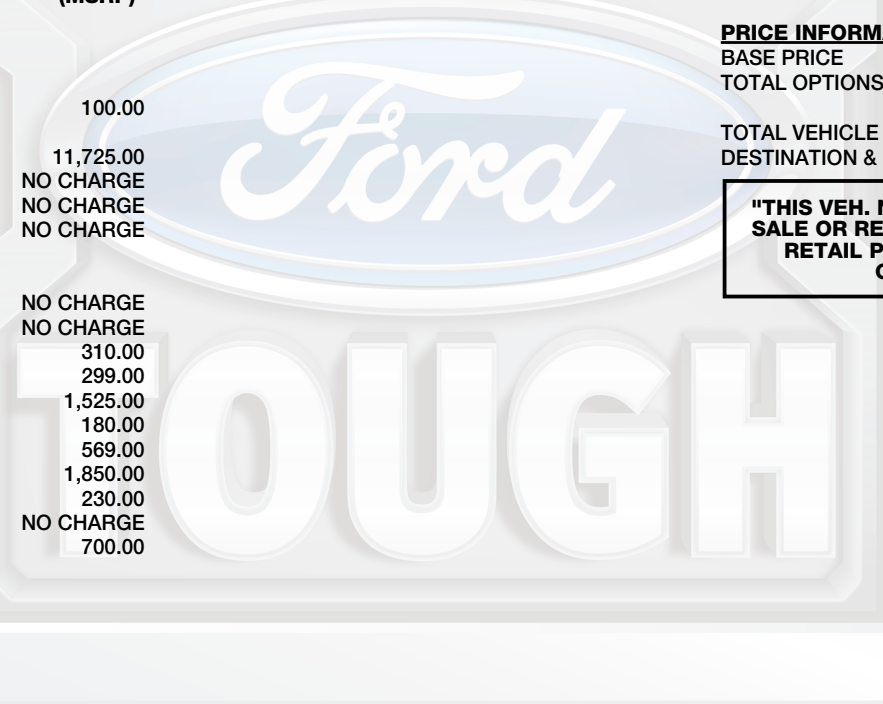 (MSRP)
100.00
11,725.00
NO CHARGE
NO CHARGE
NO CHARGE
NO CHARGE
NO CHARGE
310.00
299.00
1,525.00
180.00
569.00
1,850.00
230.00
NO CHARGE
700.00
PRICE INFORMA
BASE PRICE
TOTAL OPTIONS
TOTAL VEHICLE
DESTINATION &
"THIS VEH. N
SALE OR RE
RETAIL P
Ford
TOUGH